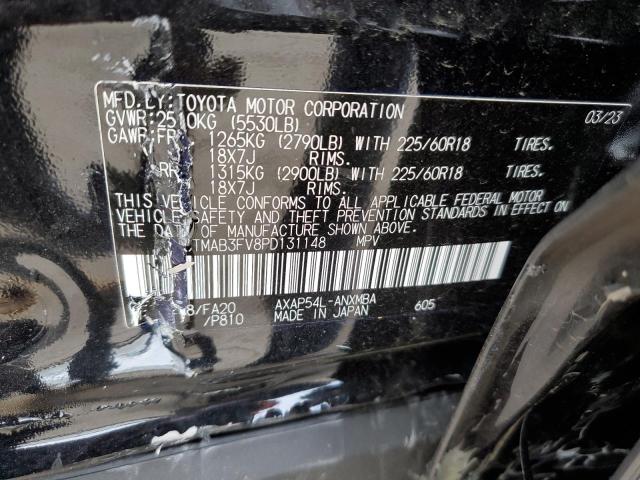 MFD.BY:TOYOTA MOTOR CORPORATION 03/23
GVWR:2510KG (5530LB)
GAWR:FR 1265KG (2790LB) WITH 225/60R18 TIRES.
18X7J RIMS.
RR 1315KG (2900LB) WITH 225/60R18 TIRES.
18X7J RIMS.
THIS VEHICLE CONFORMS TO ALL APPLICABLE FEDERAL MOTOR
VEHICLE SAFETY AND THEFT PREVENTION STANDARDS IN EFFECT ON
THE DATE OF MANUFACTURE SHOWN ABOVE.
TMAB3FV8PD131148 MPV
8/FA20 AXAP54L-ANXMBA 605
/P810 MADE IN JAPAN